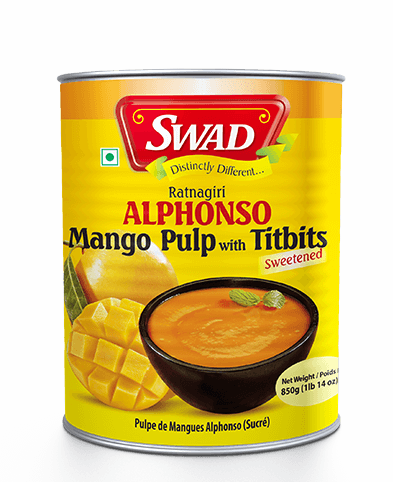 SWAD
Distinctly Different...
Ratnagiri
ALPHONSO
Mango Pulp with Titbits
Sweetened
Net Weight / Poids
850g (1lb 14 oz)
Pulpe de Mangues Alphonso (Sucré)